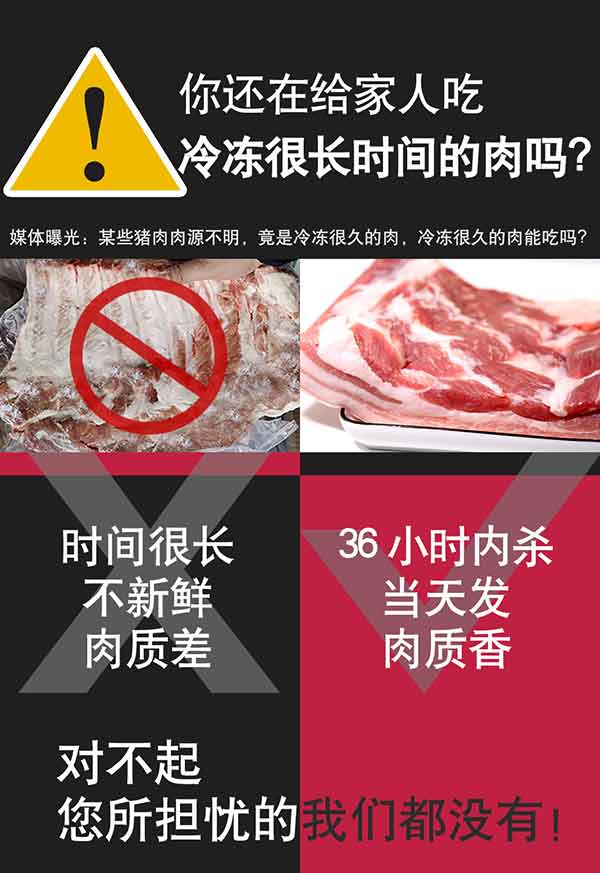 你还在给家人吃
冷冻很长时间的肉吗?
媒体曝光：某些猪肉肉源不明，竟是冷冻很久的肉，冷冻很久的肉能吃吗?
时间很长
不新鲜
肉质差
36 小时内杀
当天发
肉质香
对不起
您所担忧的我们都没有!